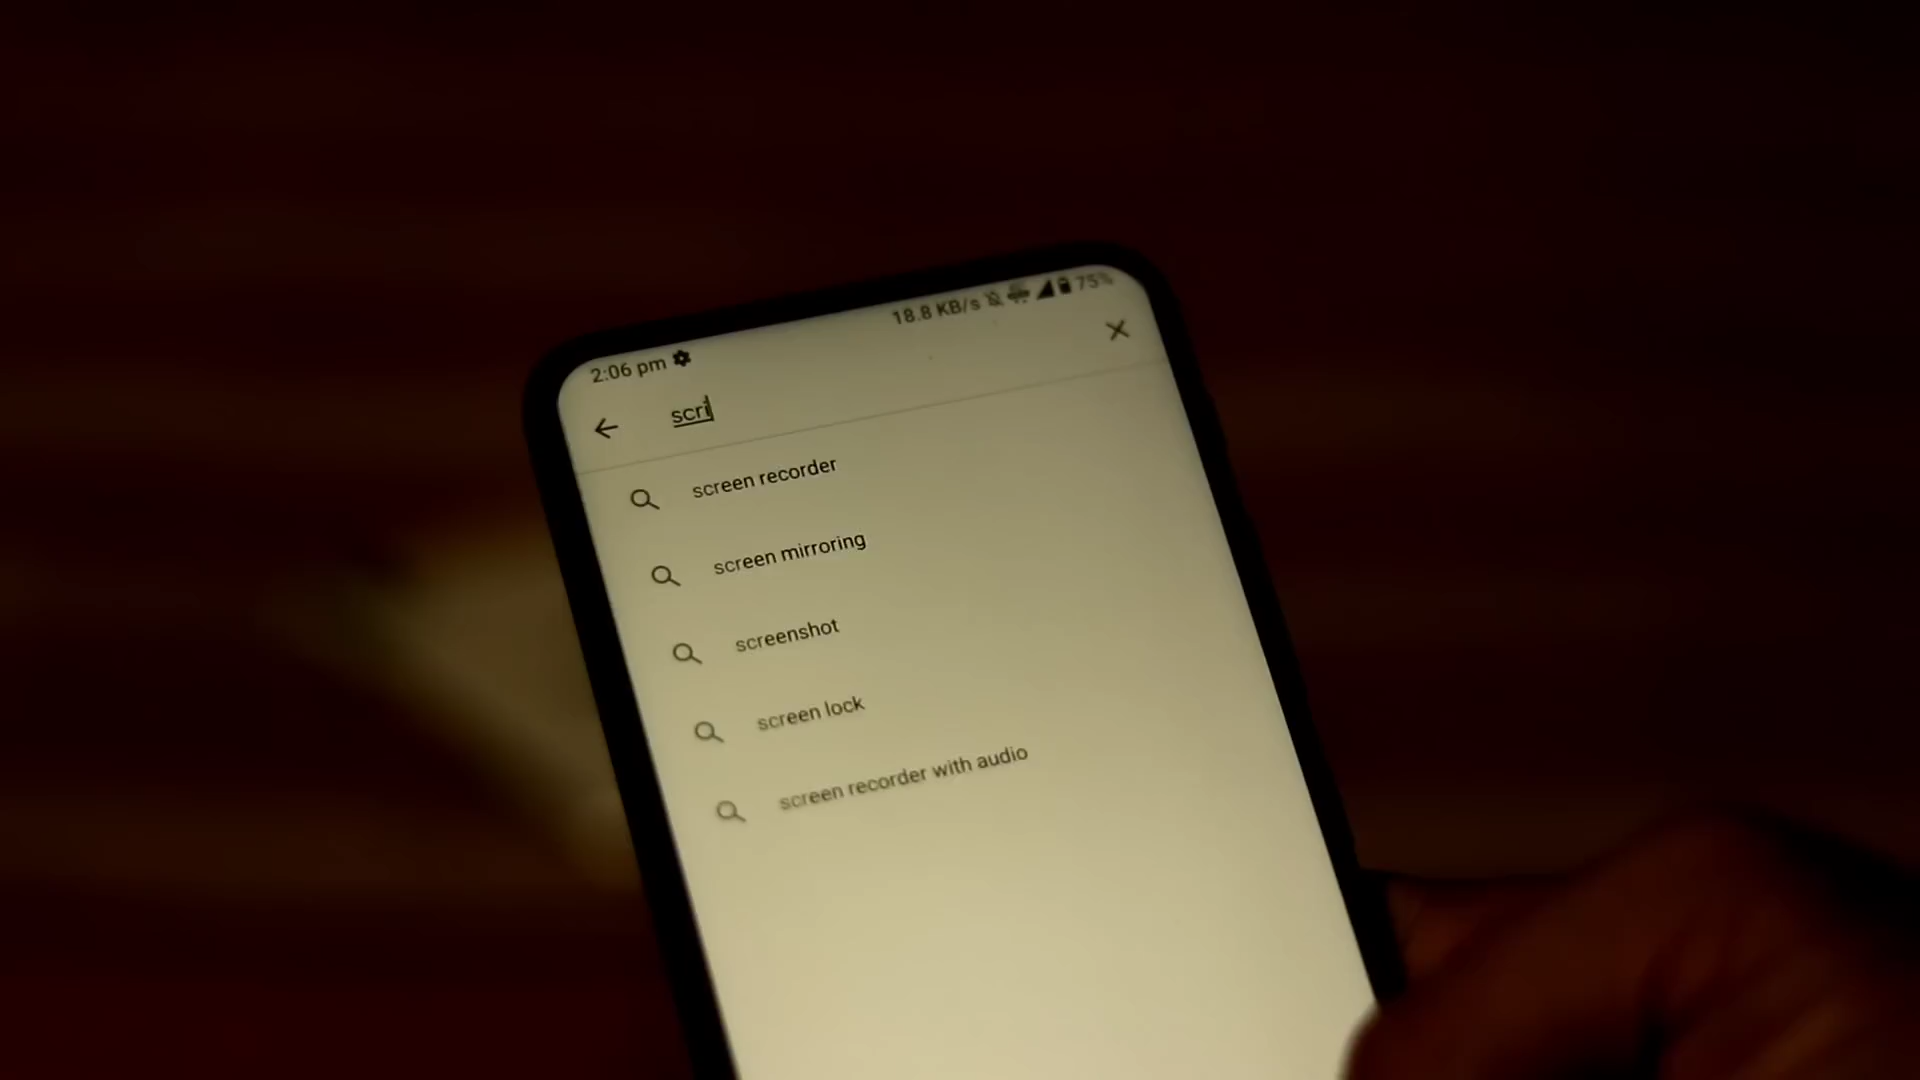 2:06 pm 18.8 KB/s 75%
scri
screen recorder
screen mirroring
screenshot
screen lock
screen recorder with audio